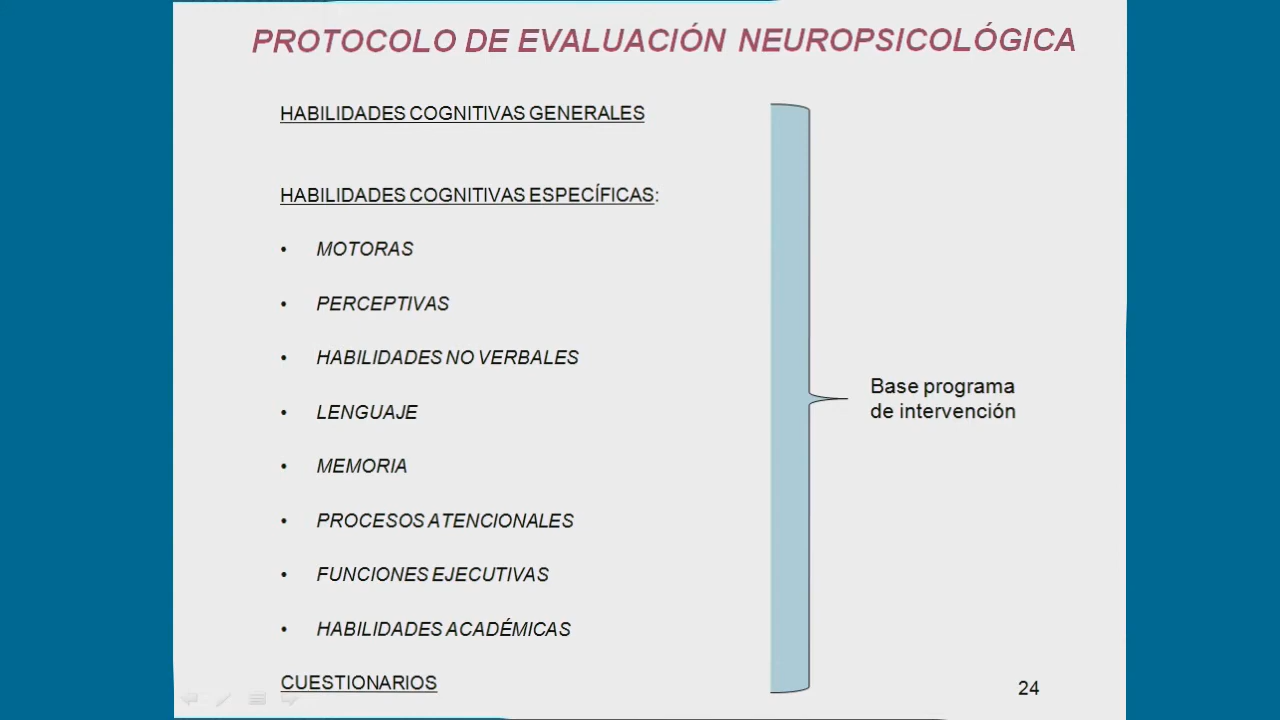 PROTOCOLO DE EVALUACIÓN NEUROPSICOLÓGICA
HABILIDADES COGNITIVAS GENERALES
HABILIDADES COGNITIVAS ESPECÍFICAS:
• MOTORAS
• PERCEPTIVAS
• HABILIDADES NO VERBALES
• LENGUAJE
• MEMORIA
• PROCESOS ATENCIONALES
• FUNCIONES EJECUTIVAS
• HABILIDADES ACADÉMICAS
CUESTIONARIOS
Base programa
de intervención
24